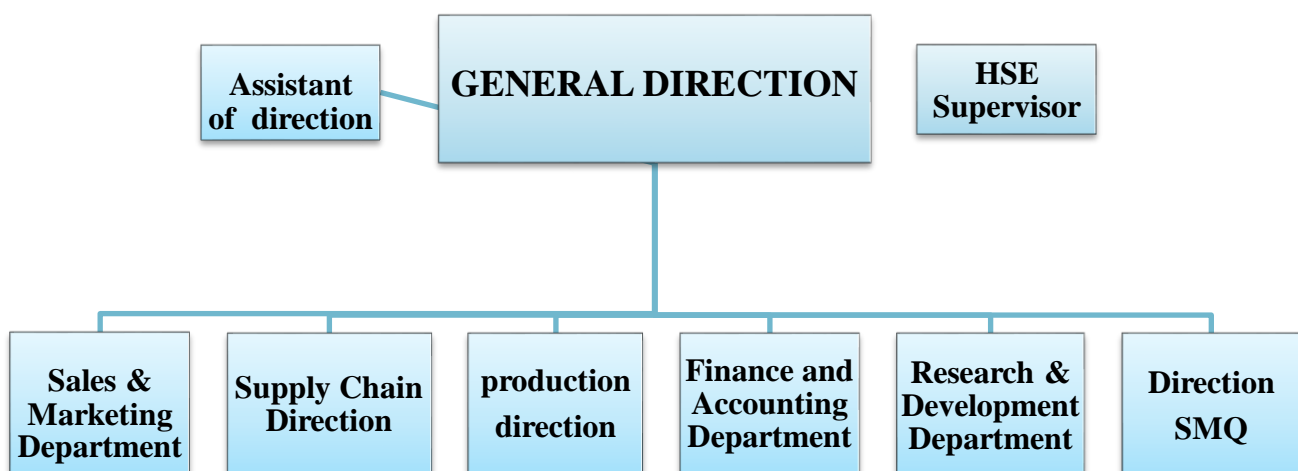 Assistant
of direction
GENERAL DIRECTION
HSE
Supervisor
Sales &
Marketing
Department
Supply Chain
Direction
production
direction
Finance and
Accounting
Department
Research &
Development
Department
Direction
SMQ